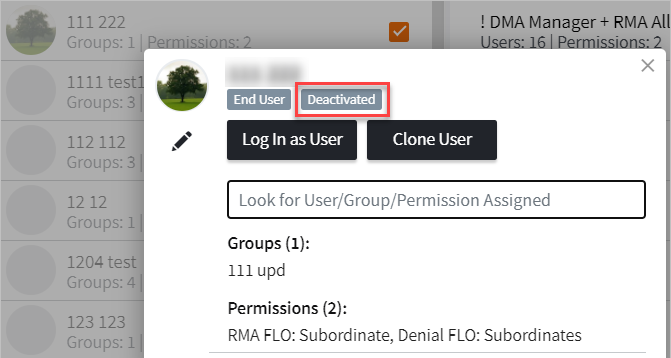 111 222
Groups: 1 | Permissions: 2
1111 test1
Groups: 3 |
112 112
Groups: 3 |
12 12
Groups: 1 |
1204 test
Groups: 4 |
123 123
Groups: 1 |
! DMA Manager + RMA All
Users: 16 | Permissions: 2
End User Deactivated
Log In as User Clone User
Look for User/Group/Permission Assigned
Groups (1):
111 upd
Permissions (2):
RMA FLO: Subordinate, Denial FLO: Subordinates